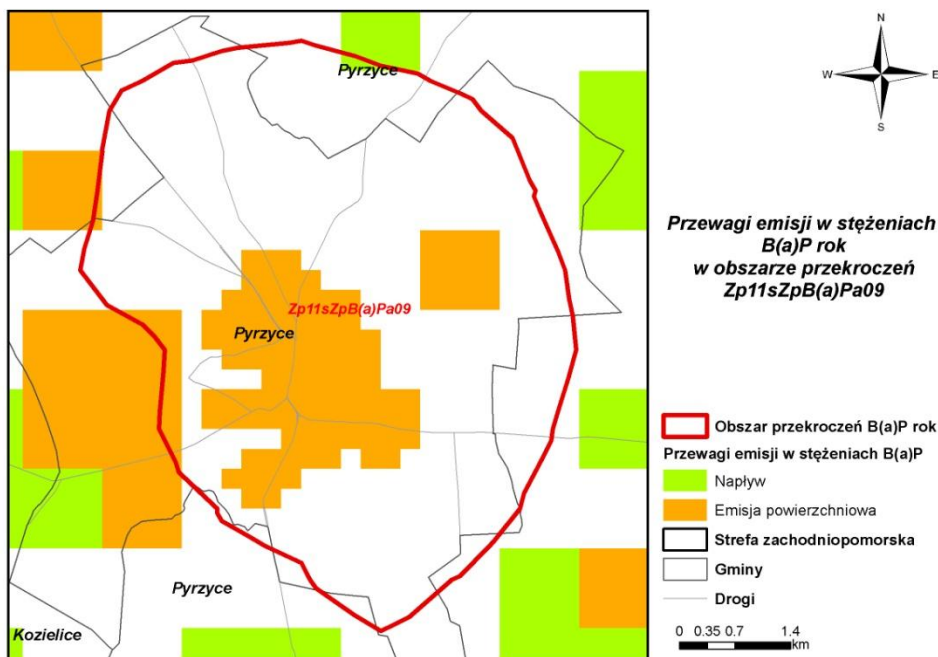 Pyrzyce
Zp11sZpB(a)Pa09
Pyrzyce
Pyrzyce
Kozielice
N
W
E
S
Przewagi emisji w stężeniach
B(a)P rok
w obszarze przekroczeń
Zp11sZpB(a)Pa09
Obszar przekroczeń B(a)P rok
Przewagi emisji w stężeniach B(a)P
Napływ
Emisja powierzchniowa
Strefa zachodniopomorska
Gminy
Drogi
0 0.35 0.7 1.4
km